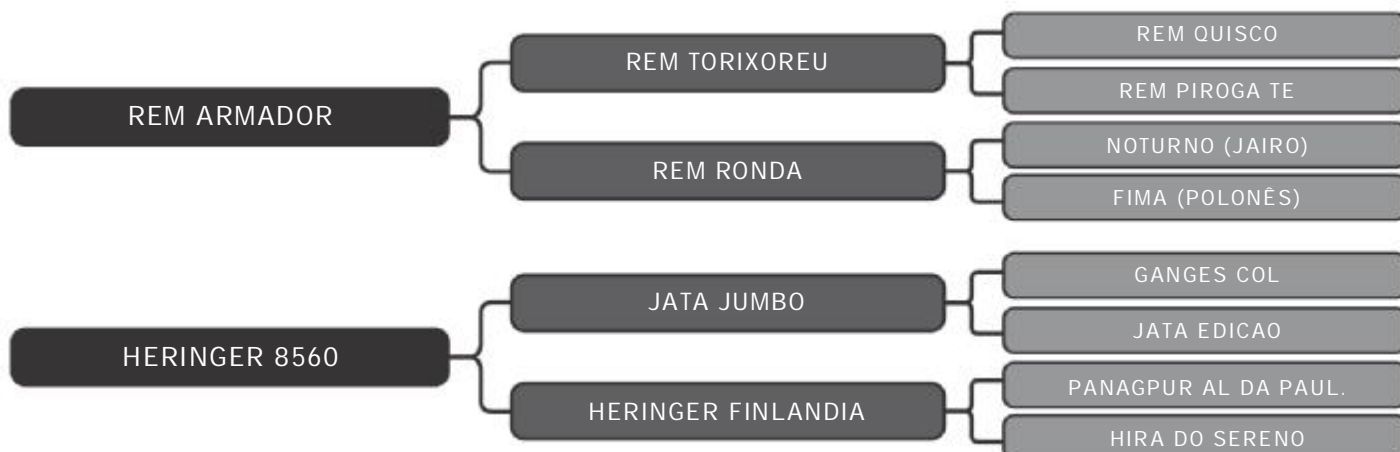 REM QUISCO
REM TORIXOREU
REM PIROGA TE
REM ARMADOR
NOTURNO (JAIRO)
REM RONDA
FIMA (POLONÊS)
GANGES COL
JATA JUMBO
JATA EDICAO
HERINGER 8560
PANAGPUR AL DA PAUL.
HERINGER FINLANDIA
HIRA DO SERENO